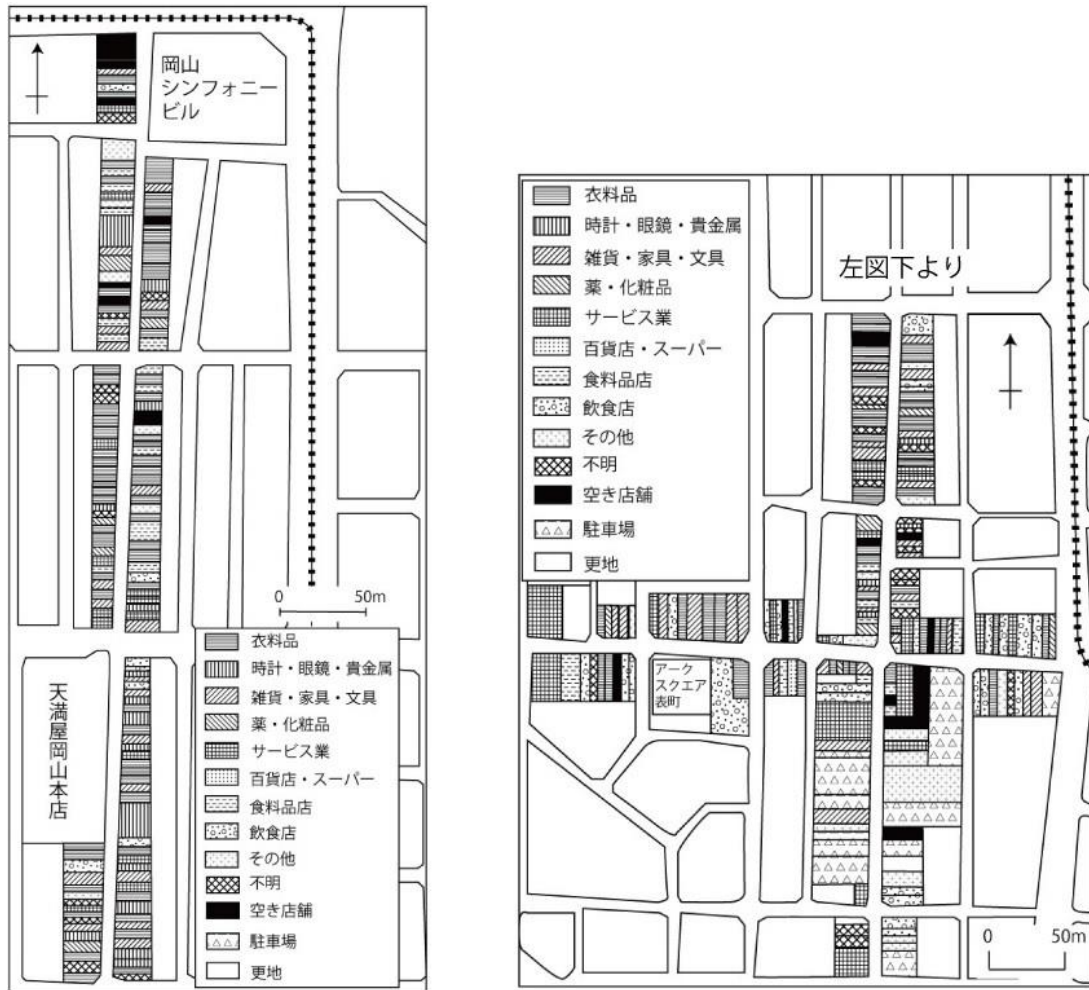 岡山
シンフォニー
ビル
0 50m
天満屋岡山本店
衣料品
時計・眼鏡・貴金属
雑貨・家具・文具
薬・化粧品
サービス業
百貨店・スーパー
食料品店
飲食店
その他
不明
空き店舗
駐車場
更地
衣料品
時計・眼鏡・貴金属
雑貨・家具・文具
薬・化粧品
サービス業
百貨店・スーパー
食料品店
飲食店
その他
不明
空き店舗
駐車場
更地
左図下より
アーク
スクエア
表町
0 50m